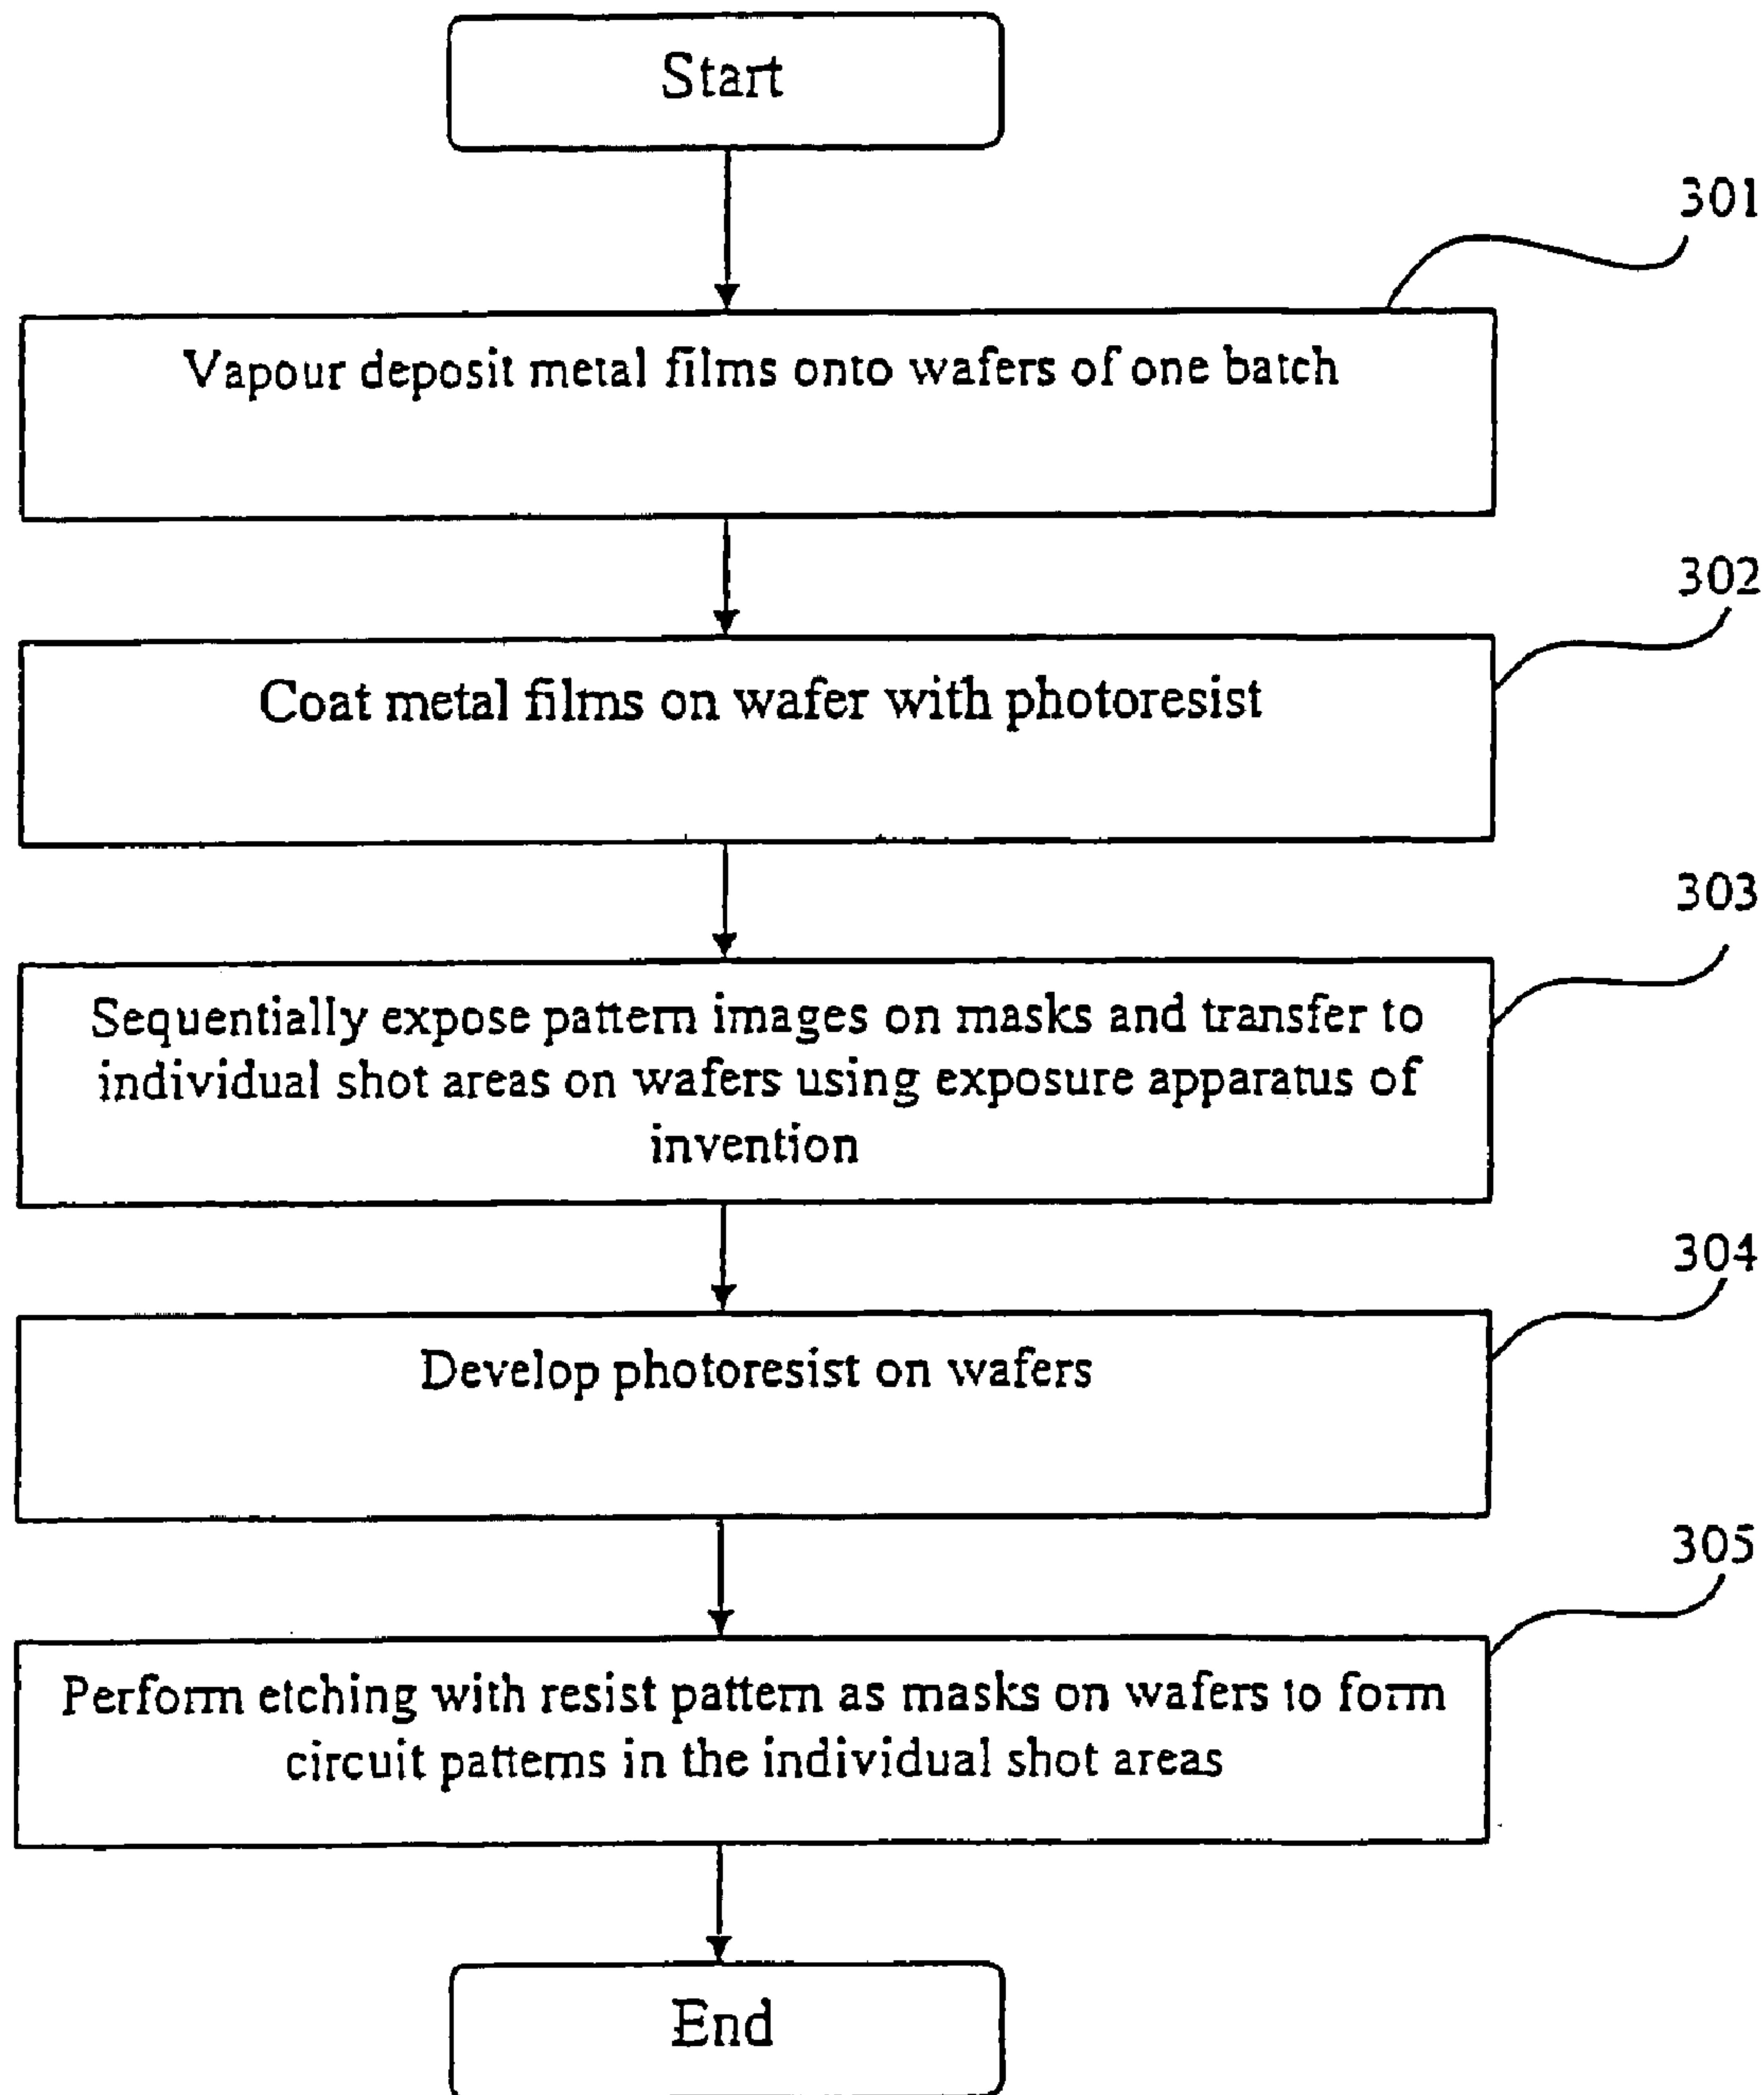 Start
301
Vapour deposit metal films onto wafers of one batch
302
Coat metal films on wafer with photoresist
303
Sequentially expose pattern images on masks and transfer to
individual shot areas on wafers using exposure apparatus of
invention
304
Develop photoresist on wafers
305
Perform etching with resist pattern as masks on wafers to form
circuit patterns in the individual shot areas
End